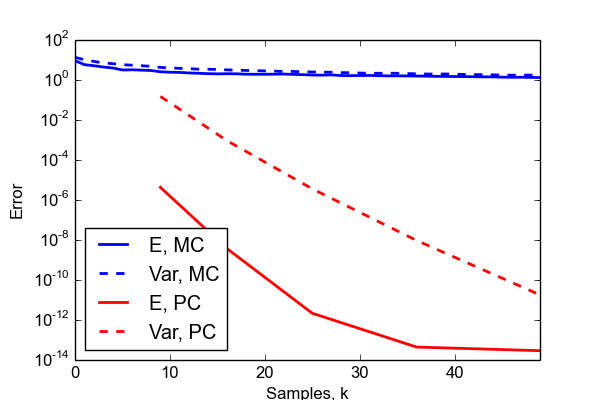 10^2
10^0
10^-2
10^-4
10^-6
10^-8
10^-10
10^-12
10^-14
Error
E, MC
Var, MC
E, PC
Var, PC
0 10 20 30 40
Samples, k